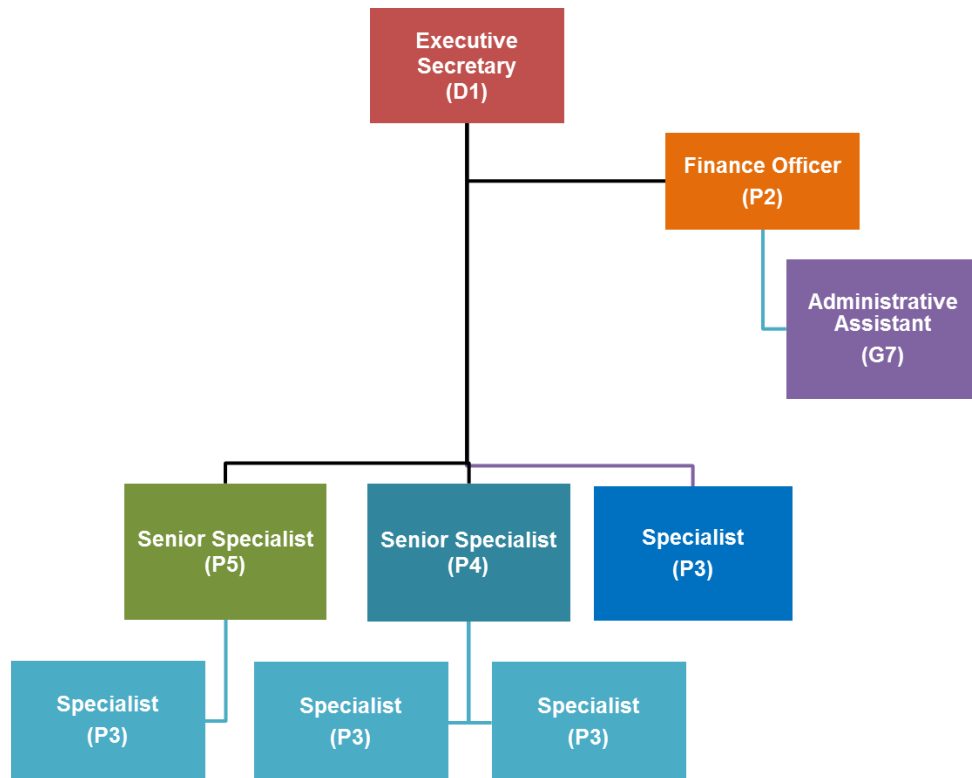 Executive
Secretary
(D1)
Finance Officer
(P2)
Administrative
Assistant
(G7)
Senior Specialist
(P5)
Senior Specialist
(P4)
Specialist
(P3)
Specialist
(P3)
Specialist
(P3)
Specialist
(P3)